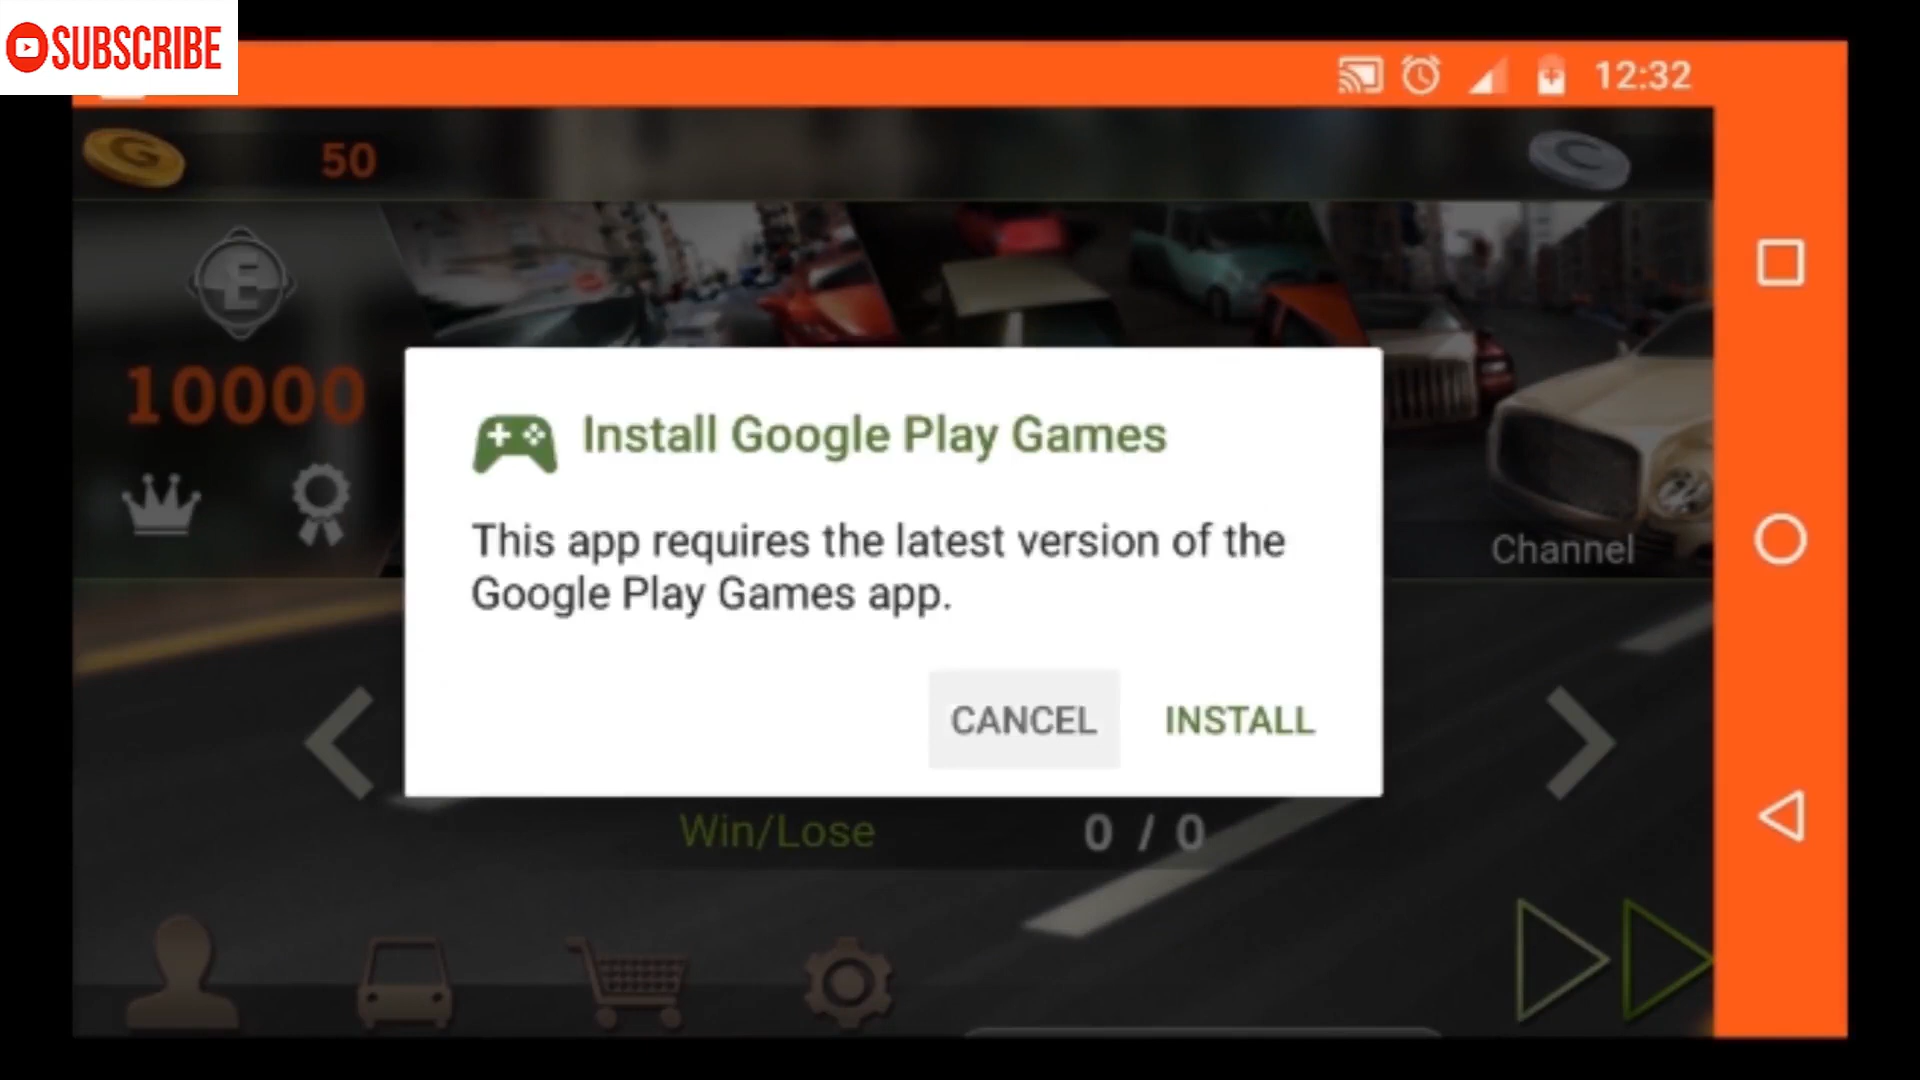 SUBSCRIBE
12:32
G
50
C
E
10000
Install Google Play Games
This app requires the latest version of the
Google Play Games app.
Channel
CANCEL
INSTALL
Win/Lose
0 / 0